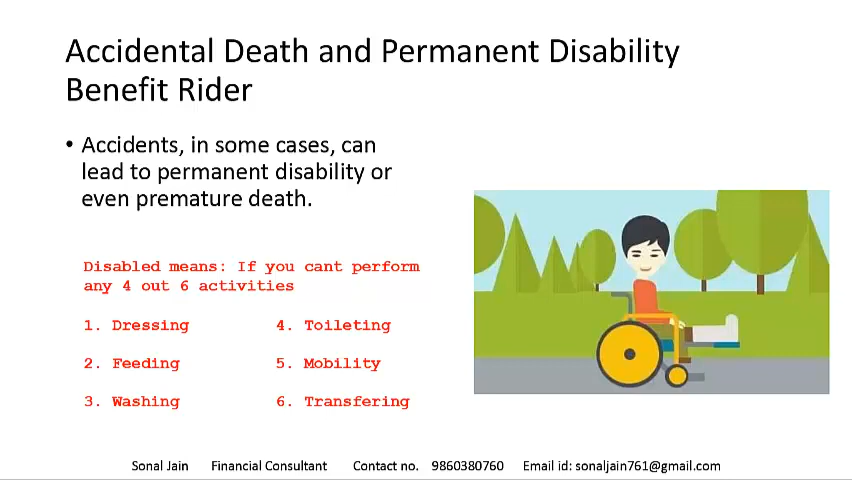 Accidental Death and Permanent Disability
Benefit Rider
• Accidents, in some cases, can
lead to permanent disability or
even premature death.
Disabled means: If you cant perform
any 4 out 6 activities
1. Dressing 4. Toileting
2. Feeding 5. Mobility
3. Washing 6. Transfering
Sonal Jain Financial Consultant Contact no. 9860380760 Email id: sonaljain761@gmail.com